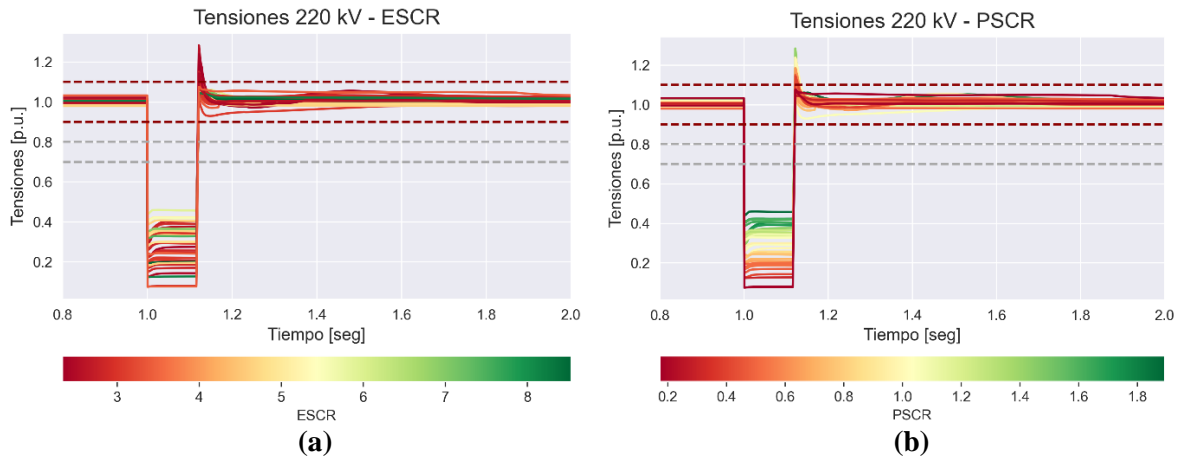 Tensiones 220 kV - ESCR
Tensiones [p.u.]
1.2
1.0
0.8
0.6
0.4
0.2
0.8 1.0 1.2 1.4 1.6 1.8 2.0
Tiempo [seg]
3 4 5 6 7 8
ESCR
(a)
Tensiones 220 kV - PSCR
Tensiones [p.u.]
1.2
1.0
0.8
0.6
0.4
0.2
0.8 1.0 1.2 1.4 1.6 1.8 2.0
Tiempo [seg]
0.2 0.4 0.6 0.8 1.0 1.2 1.4 1.6 1.8
PSCR
(b)